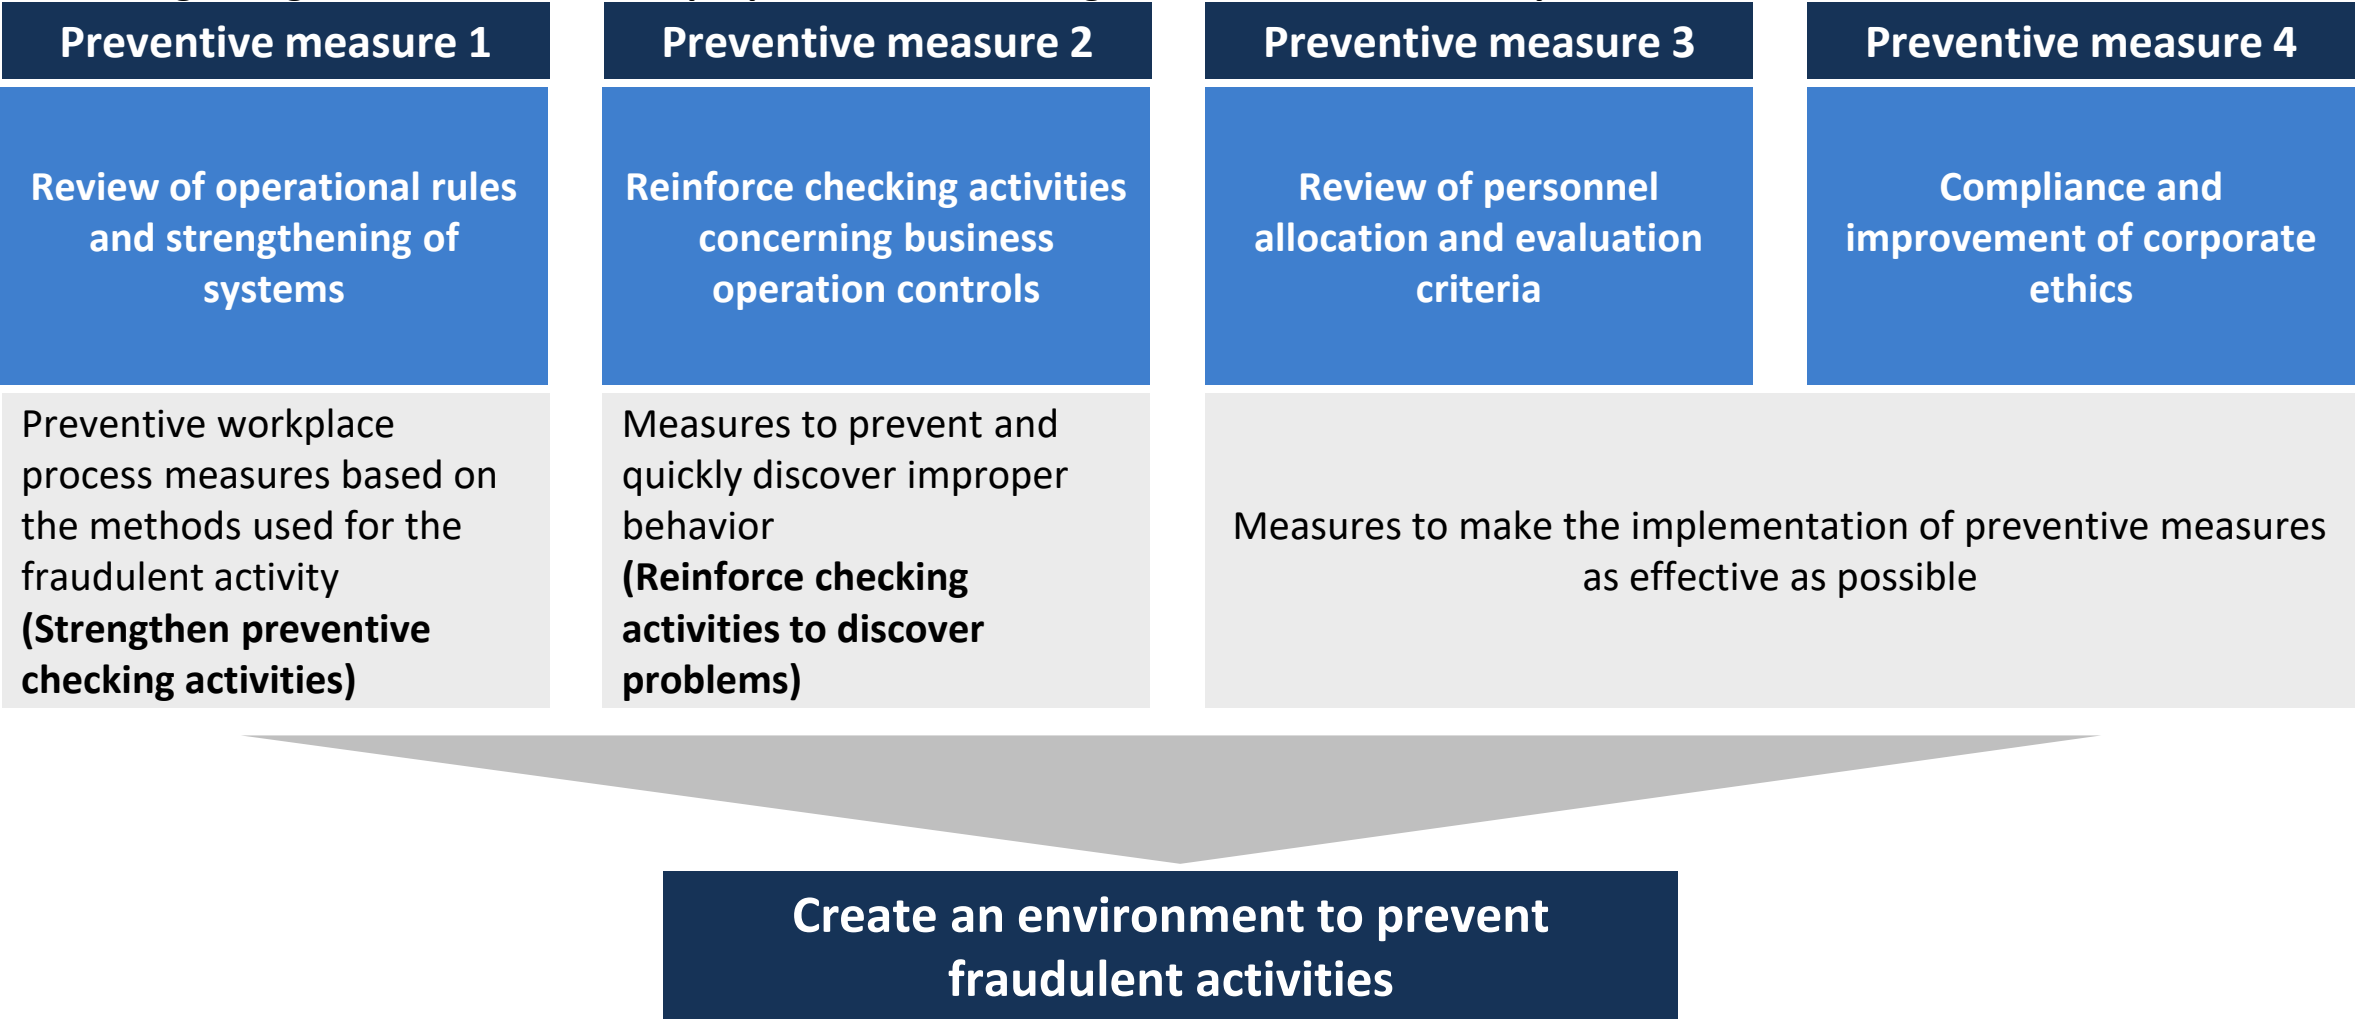 Preventive measure 1
Review of operational rules
and strengthening of
systems
Preventive workplace
process measures based on
the methods used for the
fraudulent activity
(Strengthen preventive
checking activities)
Preventive measure 2
Reinforce checking activities
concerning business
operation controls
Measures to prevent and
quickly discover improper
behavior
(Reinforce checking
activities to discover
problems)
Preventive measure 3
Review of personnel
allocation and evaluation
criteria
Preventive measure 4
Compliance and
improvement of corporate
ethics
Measures to make the implementation of preventive measures
as effective as possible
Create an environment to prevent
fraudulent activities